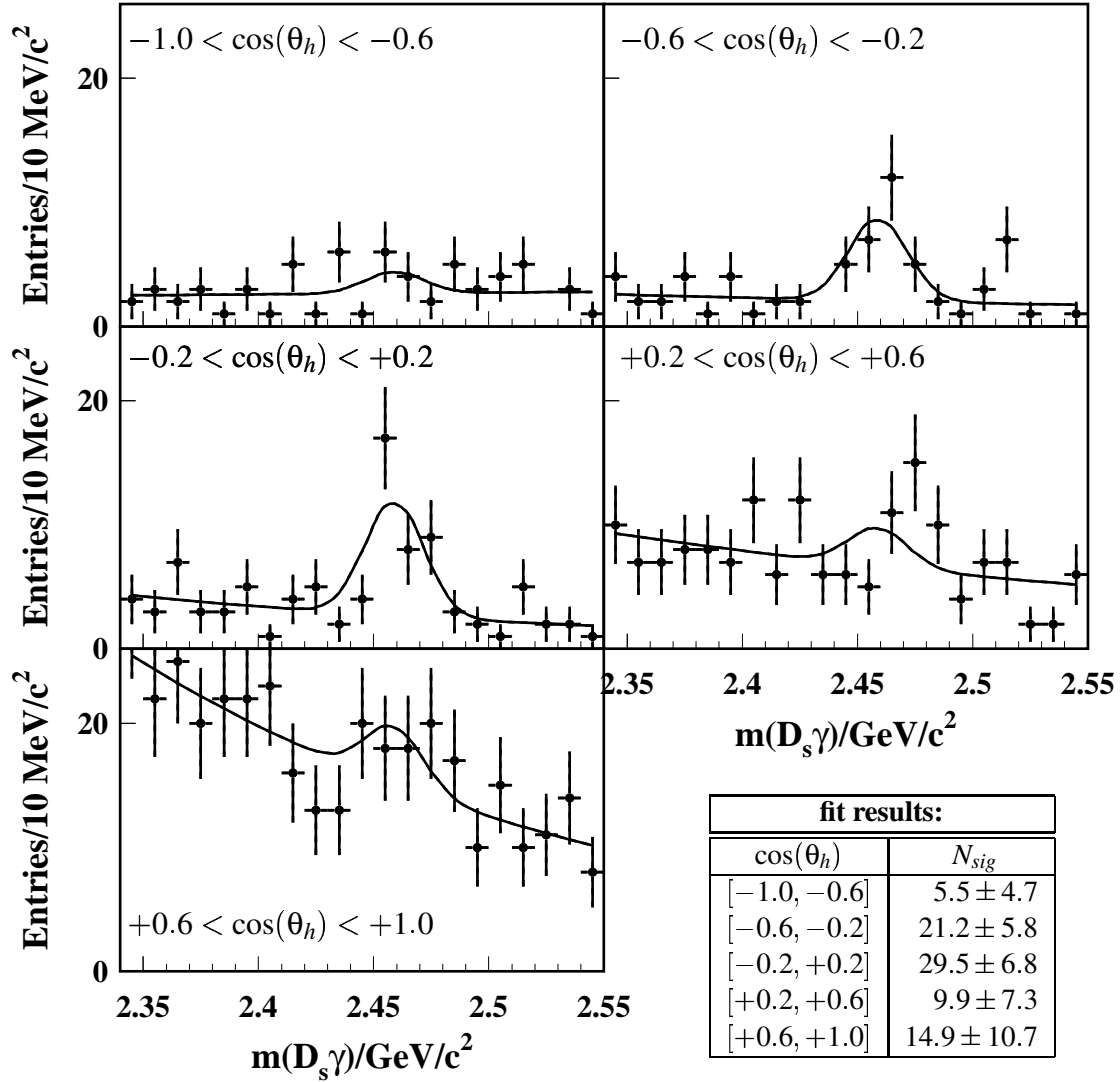 −1.0 < cos(θh) < −0.6
−0.6 < cos(θh) < −0.2
Entries/10 MeV/c²
20
0
−0.2 < cos(θh) < +0.2
+0.2 < cos(θh) < +0.6
Entries/10 MeV/c²
20
0
2.35 2.4 2.45 2.5 2.55
m(Dsγ)/GeV/c²
Entries/10 MeV/c²
20
0
+0.6 < cos(θh) < +1.0
2.35 2.4 2.45 2.5 2.55
m(Dsγ)/GeV/c²
fit results:
cos(θh) Nsig
[−1.0, −0.6] 5.5 ± 4.7
[−0.6, −0.2] 21.2 ± 5.8
[−0.2, +0.2] 29.5 ± 6.8
[+0.2, +0.6] 9.9 ± 7.3
[+0.6, +1.0] 14.9 ± 10.7